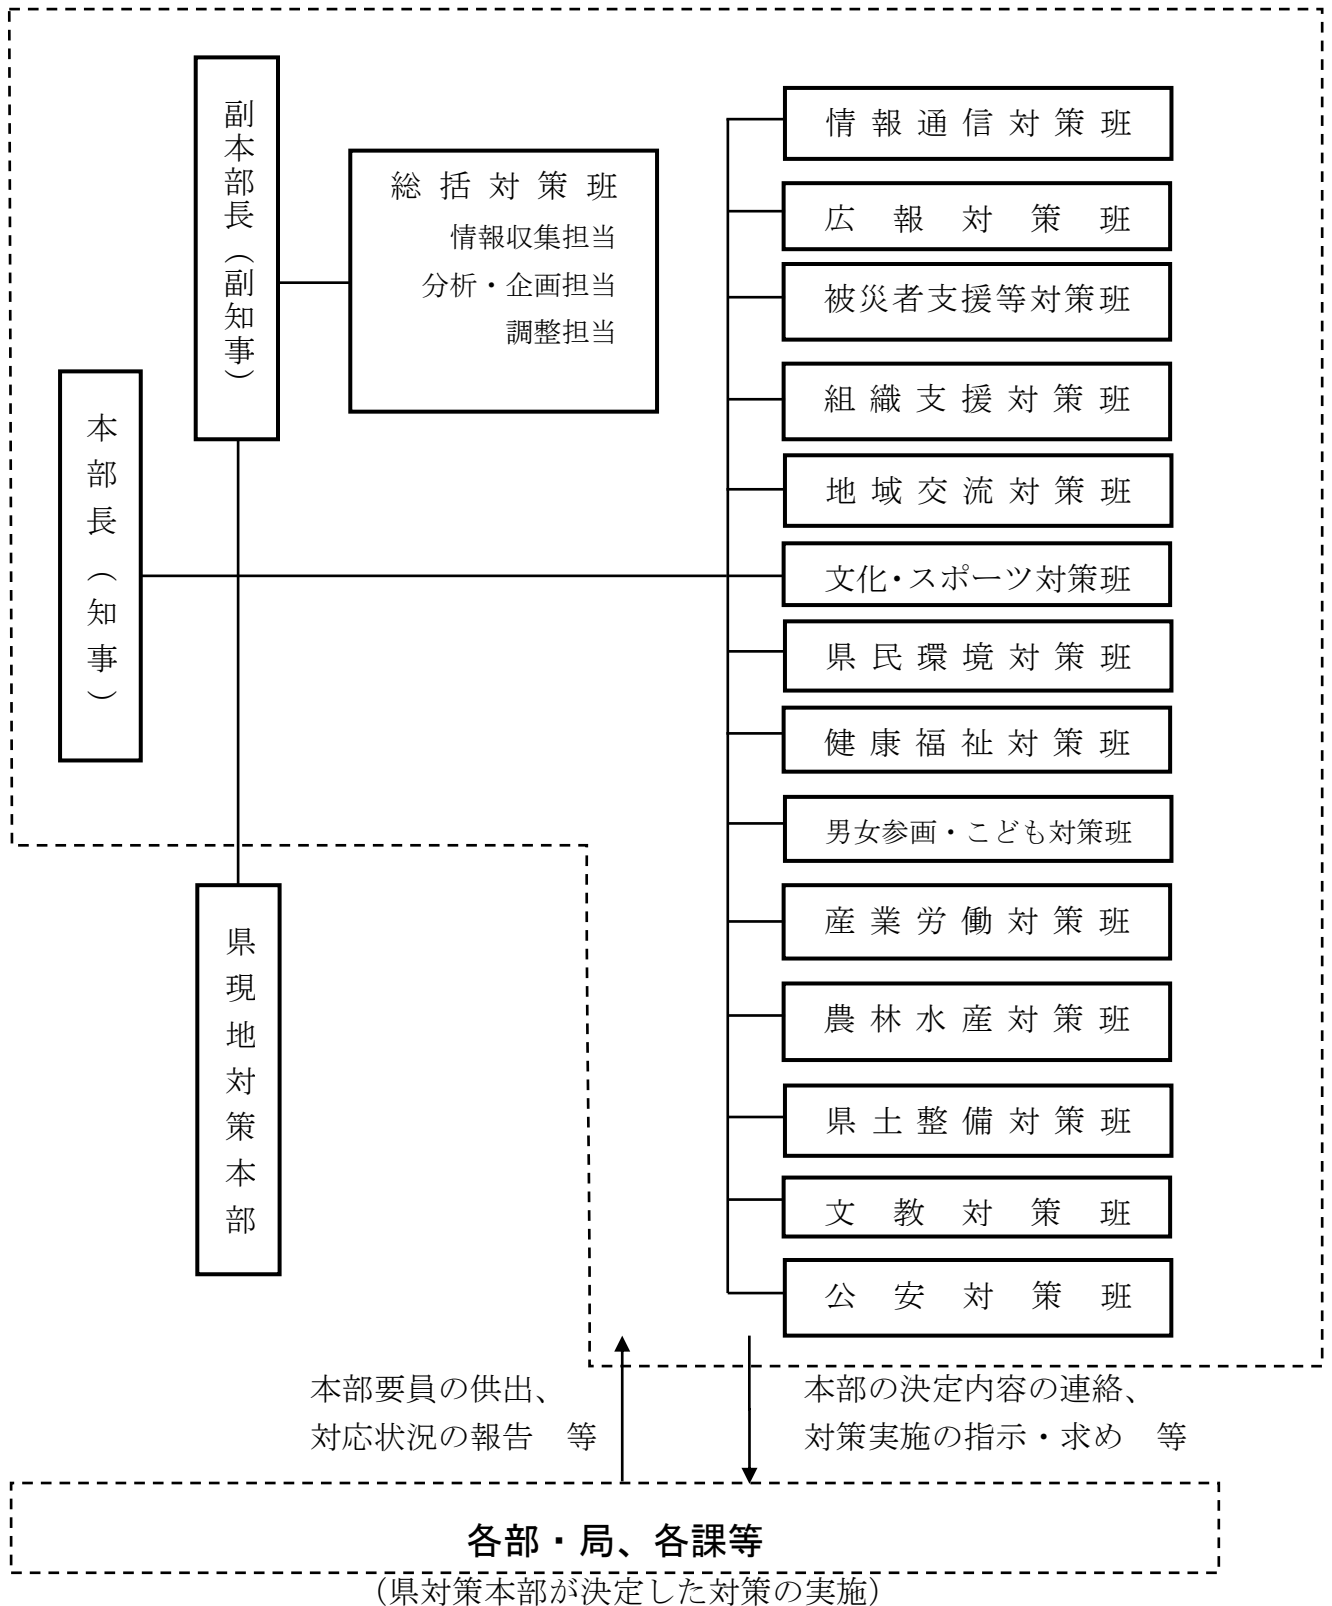 副本部長（副知事）
本部長（知事）
総括対策班
情報収集担当
分析・企画担当
調整担当
県現地対策本部
情報通信対策班
広報対策班
被災者支援等対策班
組織支援対策班
地域交流対策班
文化・スポーツ対策班
県民環境対策班
健康福祉対策班
男女参画・こども対策班
産業労働対策班
農林水産対策班
県土整備対策班
文教対策班
公安対策班
本部要員の供出、
対応状況の報告　等
本部の決定内容の連絡、
対策実施の指示・求め　等
各部・局、各課等
（県対策本部が決定した対策の実施）